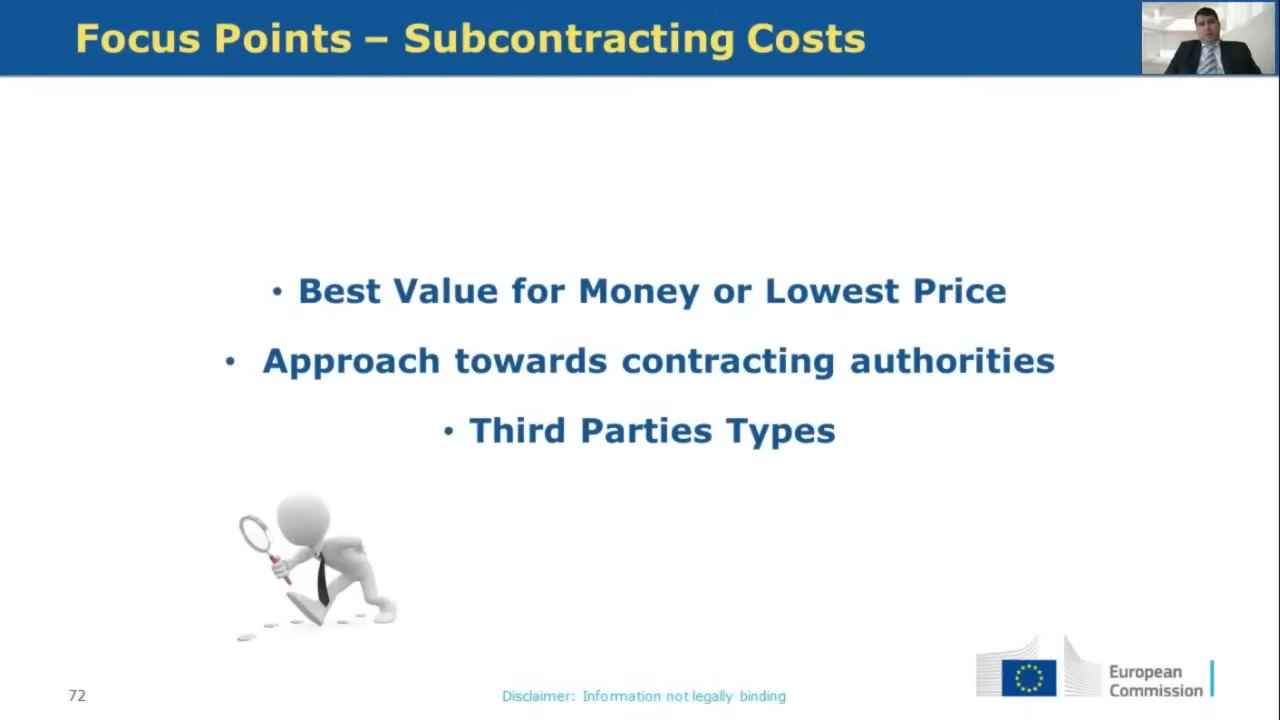 Focus Points – Subcontracting Costs
• Best Value for Money or Lowest Price
• Approach towards contracting authorities
• Third Parties Types
72
Disclaimer: Information not legally binding
European
Commission